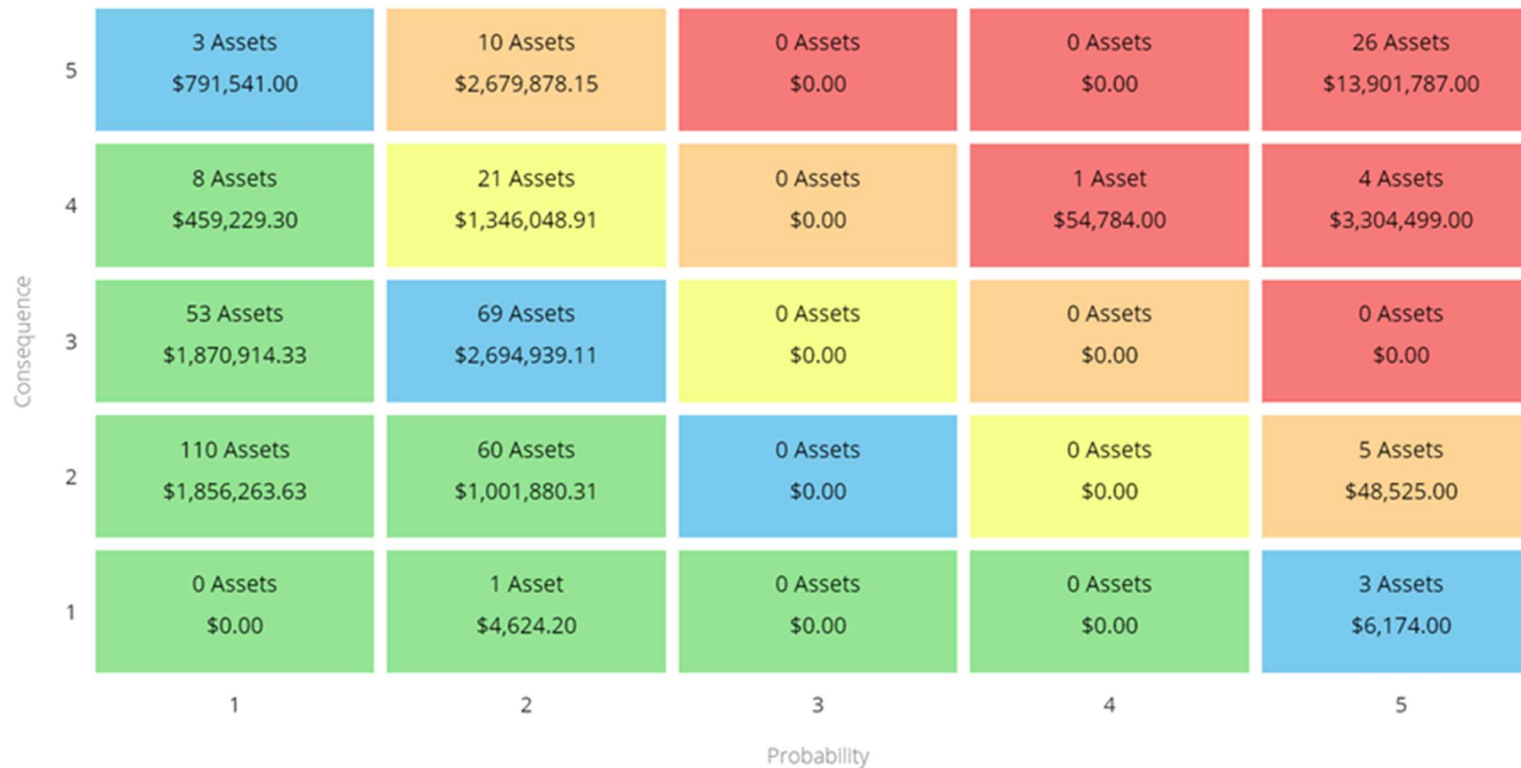 5
3 Assets
$791,541.00
10 Assets
$2,679,878.15
0 Assets
$0.00
0 Assets
$0.00
26 Assets
$13,901,787.00
4
8 Assets
$459,229.30
21 Assets
$1,346,048.91
0 Assets
$0.00
1 Asset
$54,784.00
4 Assets
$3,304,499.00
Consequence
3
53 Assets
$1,870,914.33
69 Assets
$2,694,939.11
0 Assets
$0.00
0 Assets
$0.00
0 Assets
$0.00
2
110 Assets
$1,856,263.63
60 Assets
$1,001,880.31
0 Assets
$0.00
0 Assets
$0.00
5 Assets
$48,525.00
1
0 Assets
$0.00
1 Asset
$4,624.20
0 Assets
$0.00
0 Assets
$0.00
3 Assets
$6,174.00
1
2
3
4
5
Probability